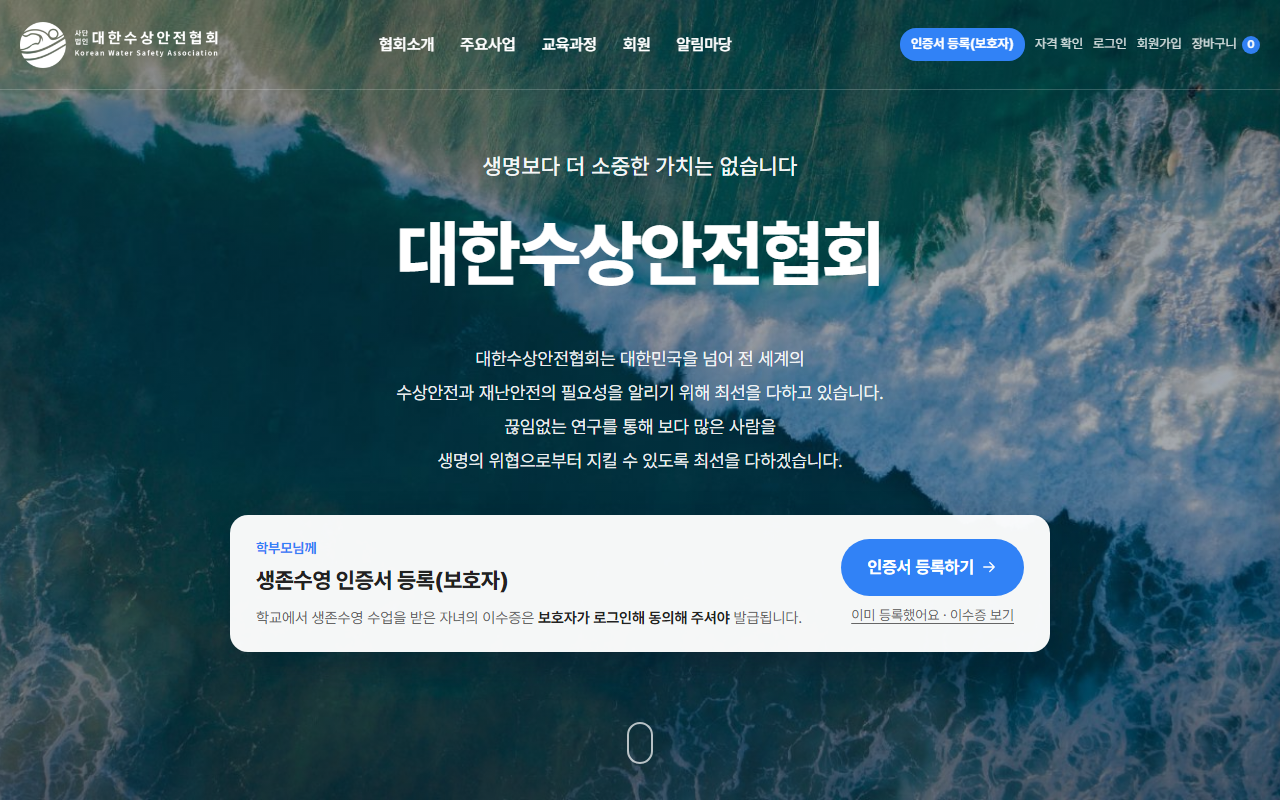 사단
법인 대한수상안전협회
Korean Water Safety Association
협회소개 주요사업 교육과정 회원 알림마당
인증서 등록(보호자) 자격 확인 로그인 회원가입 장바구니 0
생명보다 더 소중한 가치는 없습니다
대한수상안전협회
대한수상안전협회는 대한민국을 넘어 전 세계의
수상안전과 재난안전의 필요성을 알리기 위해 최선을 다하고 있습니다.
끊임없는 연구를 통해 보다 많은 사람을
생명의 위협으로부터 지킬 수 있도록 최선을 다하겠습니다.
학부모님께
생존수영 인증서 등록(보호자)
학교에서 생존수영 수업을 받은 자녀의 이수증은 보호자가 로그인해 동의해 주셔야 발급됩니다.
인증서 등록하기 →
이미 등록했어요 · 이수증 보기